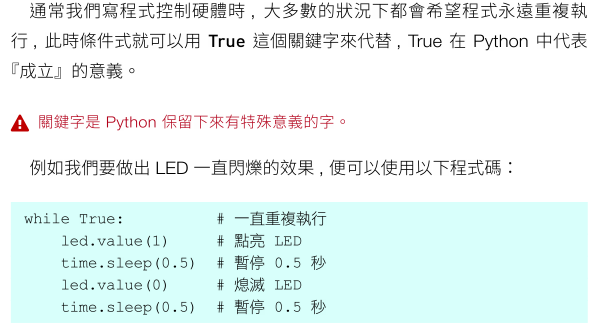 通常我們寫程式控制硬體時，大多數的狀況下都會希望程式永遠重複執
行，此時條件式就可以用 True 這個關鍵字來代替，True 在 Python 中代表
『成立』的意義。
關鍵字是 Python 保留下來有特殊意義的字。
例如我們要做出 LED 一直閃爍的效果，便可以使用以下程式碼：
while True:          # 一直重複執行
    led.value(1)     # 點亮 LED
    time.sleep(0.5)  # 暫停 0.5 秒
    led.value(0)     # 熄滅 LED
    time.sleep(0.5)  # 暫停 0.5 秒